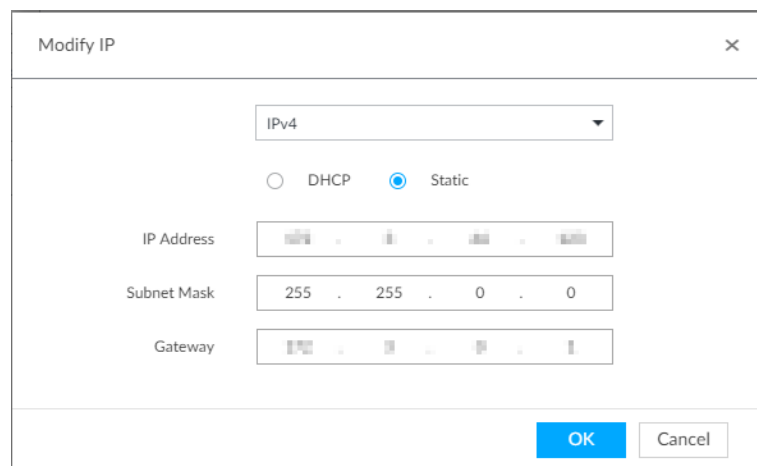 Modify IP
×
IPv4
DHCP Static
IP Address
Subnet Mask 255 . 255 . 0 . 0
Gateway
OK Cancel